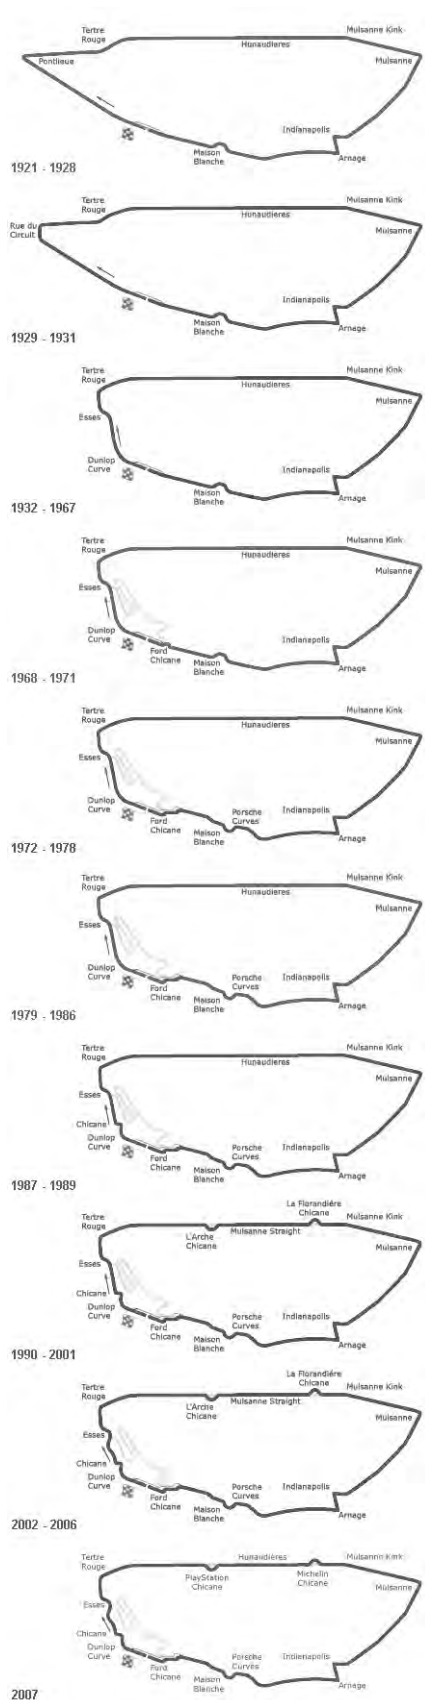 Tertre
Rouge
Mulsanne Kink
Hunaudieres
Pontlieue
Mulsanne
Indianapolis
Maison
Blanche
Arnage
1921 - 1928
Tertre
Rouge
Mulsanne Kink
Hunaudieres
Rue du
Circuit
Mulsanne
Indianapolis
Maison
Blanche
Arnage
1929 - 1931
Tertre
Rouge
Mulsanne Kink
Hunaudieres
Mulsanne
Esses
Dunlop
Curve
Indianapolis
Maison
Blanche
Arnage
1932 - 1967
Tertre
Rouge
Mulsanne Kink
Hunaudieres
Mulsanne
Esses
Dunlop
Curve
Ford
Chicane
Indianapolis
Maison
Blanche
Arnage
1968 - 1971
Tertre
Rouge
Mulsanne Kink
Hunaudieres
Mulsanne
Esses
Dunlop
Curve
Ford
Chicane
Porsche
Curves
Indianapolis
Maison
Blanche
Arnage
1972 - 1978
Tertre
Rouge
Mulsanne Kink
Hunaudieres
Mulsanne
Esses
Dunlop
Curve
Ford
Chicane
Porsche
Curves
Indianapolis
Maison
Blanche
Arnage
1979 - 1986
Tertre
Rouge
Mulsanne Kink
Hunaudieres
Mulsanne
Esses
Chicane
Dunlop
Curve
Ford
Chicane
Porsche
Curves
Indianapolis
Maison
Blanche
Arnage
1987 - 1989
La Florandière
Chicane
Tertre
Rouge
Mulsanne Kink
L'Arche
Chicane
Mulsanne Straight
Mulsanne
Esses
Chicane
Dunlop
Curve
Ford
Chicane
Porsche
Curves
Indianapolis
Maison
Blanche
Arnage
1990 - 2001
La Florandière
Chicane
Tertre
Rouge
Mulsanne Kink
L'Arche
Chicane
Mulsanne Straight
Mulsanne
Esses
Chicane
Dunlop
Curve
Ford
Chicane
Porsche
Curves
Indianapolis
Maison
Blanche
Arnage
2002 - 2006
Tertre
Rouge
Hunaudières
Mulsanne Kink
PlayStation
Chicane
Michelin
Chicane
Mulsanne
Esses
Chicane
Dunlop
Curve
Ford
Chicane
Porsche
Curves
Indianapolis
Maison
Blanche
Arnage
2007